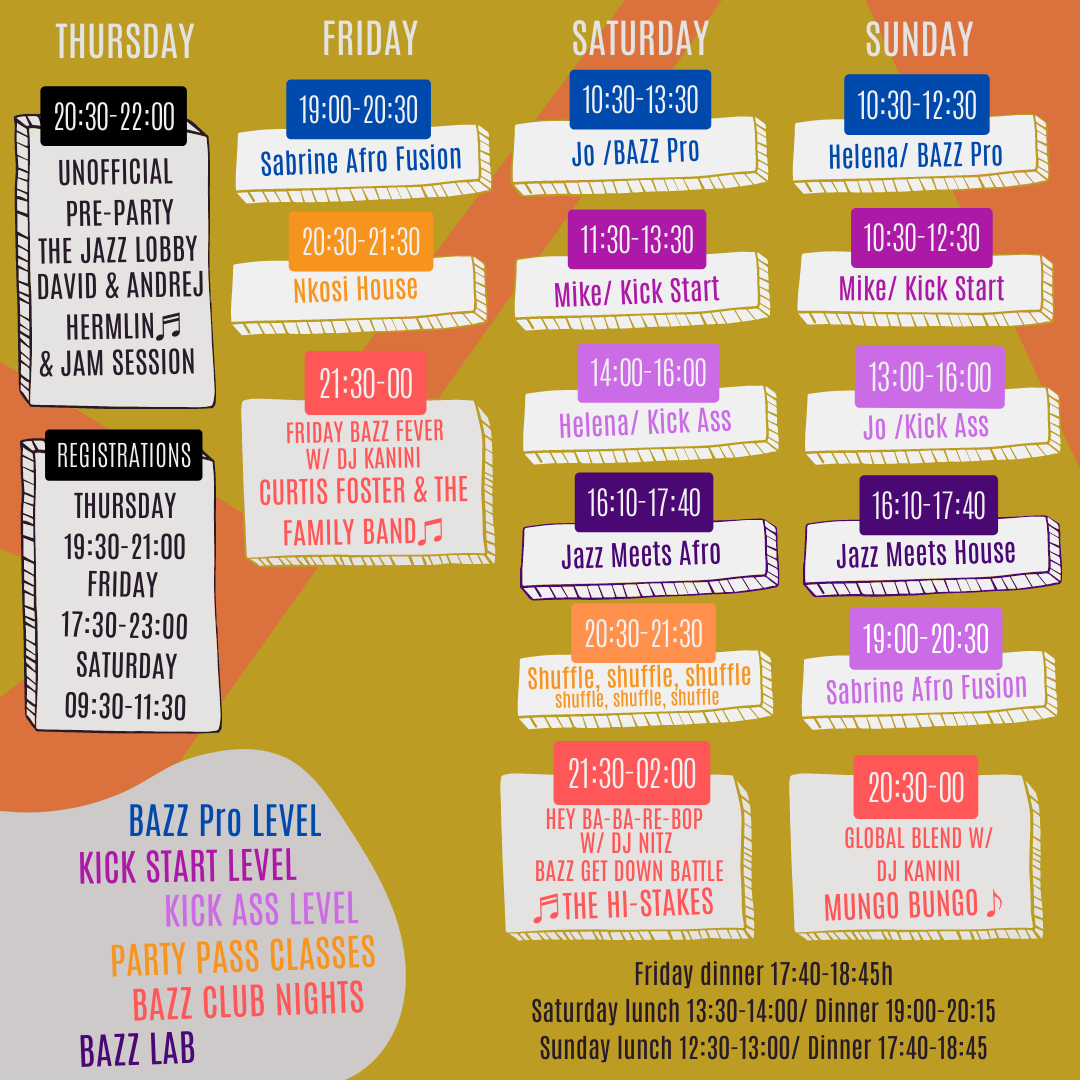 THURSDAY
20:30-22:00
UNOFFICIAL
PRE-PARTY
THE JAZZ LOBBY
DAVID & ANDREJ
HERMLIN🎵
& JAM SESSION
REGISTRATIONS
THURSDAY
19:30-21:00
FRIDAY
17:30-23:00
SATURDAY
09:30-11:30
FRIDAY
19:00-20:30
Sabrine Afro Fusion
20:30-21:30
Nkosi House
21:30-00
FRIDAY BAZZ FEVER
W/ DJ KANINI
CURTIS FOSTER & THE
FAMILY BAND♫
SATURDAY
10:30-13:30
Jo /BAZZ Pro
11:30-13:30
Mike/ Kick Start
14:00-16:00
Helena/ Kick Ass
16:10-17:40
Jazz Meets Afro
20:30-21:30
Shuffle, shuffle, shuffle
shuffle, shuffle, shuffle
21:30-02:00
HEY BA-BA-RE-BOP
W/ DJ NITZ
BAZZ GET DOWN BATTLE
♫THE HI-STAKES
SUNDAY
10:30-12:30
Helena/ BAZZ Pro
10:30-12:30
Mike/ Kick Start
13:00-16:00
Jo /Kick Ass
16:10-17:40
Jazz Meets House
19:00-20:30
Sabrine Afro Fusion
20:30-00
GLOBAL BLEND W/
DJ KANINI
MUNGO BUNGO ♪
BAZZ Pro LEVEL
KICK START LEVEL
KICK ASS LEVEL
PARTY PASS CLASSES
BAZZ CLUB NIGHTS
BAZZ LAB
Friday dinner 17:40-18:45h
Saturday lunch 13:30-14:00/ Dinner 19:00-20:15
Sunday lunch 12:30-13:00/ Dinner 17:40-18:45